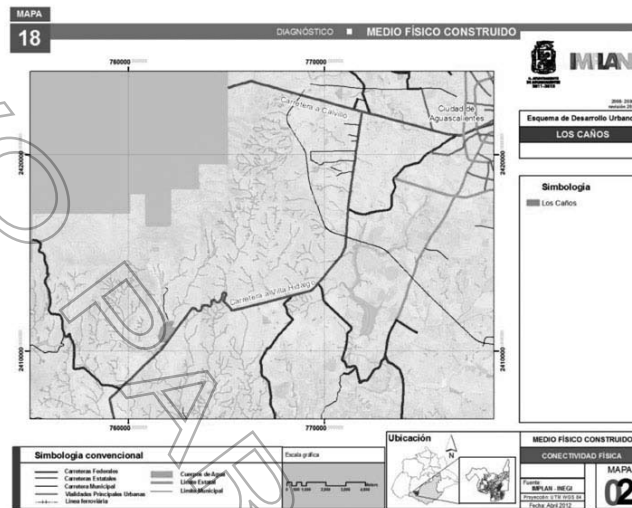 MAPA
18
DIAGNÓSTICO ■ MEDIO FÍSICO CONSTRUIDO
IMPLAN
Esquema de Desarrollo Urbano
LOS CAÑOS
Simbología
Los Caños
760000
770000
Carretera a Calvillo
Ciudad de
Aguascalientes
2420000
2420000
Carretera a Villa Hidalgo
2410000
2410000
760000
770000
Simbología convencional
Carreteras Federales
Carreteras Estatales
Carretera Municipal
Vialidades Principales Urbanas
Línea ferroviaria
Cuerpos de Agua
Límite Estatal
Límite Municipal
Escala gráfica
Ubicación
N
MEDIO FÍSICO CONSTRUIDO
CONECTIVIDAD FÍSICA
Fuente:
IMPLAN - INEGI
Proyección: UTM WGS 84
Fecha: Abril 2012
MAPA
02